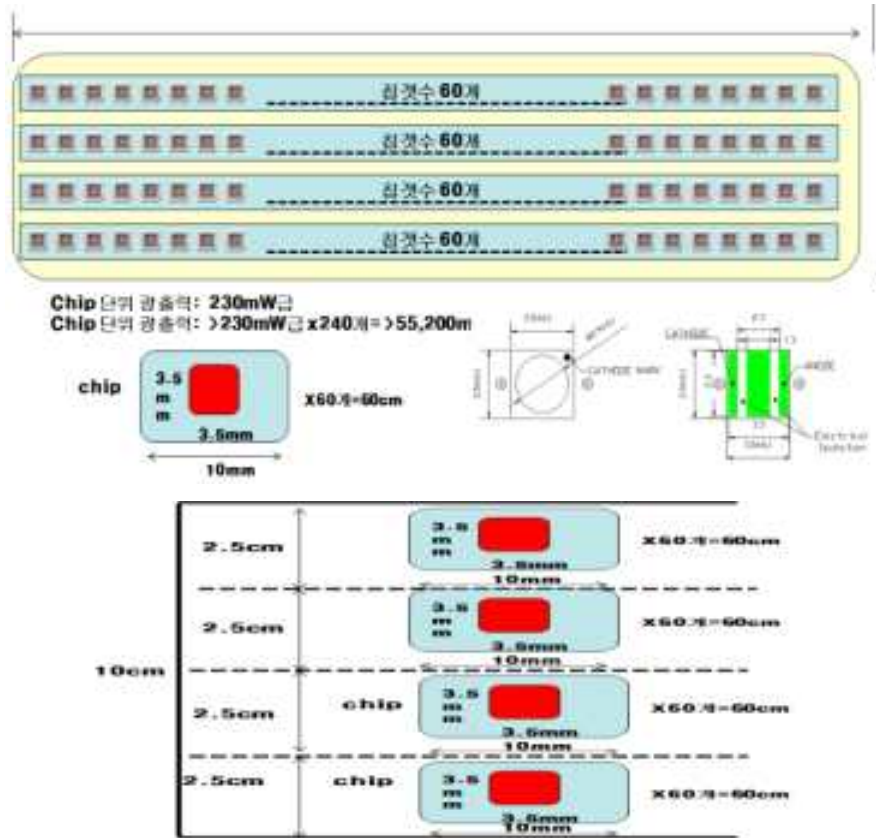 칩갯수 60개
칩갯수 60개
칩갯수 60개
칩갯수 60개
Chip 단위 광출력: 230mW급
Chip 단위 광출력: >230mW급 x240개= >55,200m
chip
3.5
m
m
3.5mm
10mm
X60개=60cm
CATHODE MARK
CATHODE
ANODE
Electrical
Isolation
10cm
2.5cm
3.5
m
m
3.5mm
10mm
X60개=60cm
2.5cm
3.5
m
m
3.5mm
10mm
X60개=60cm
2.5cm
chip
3.5
m
m
3.5mm
10mm
X60개=60cm
2.5cm
chip
3.5
m
m
3.5mm
10mm
X60개=60cm